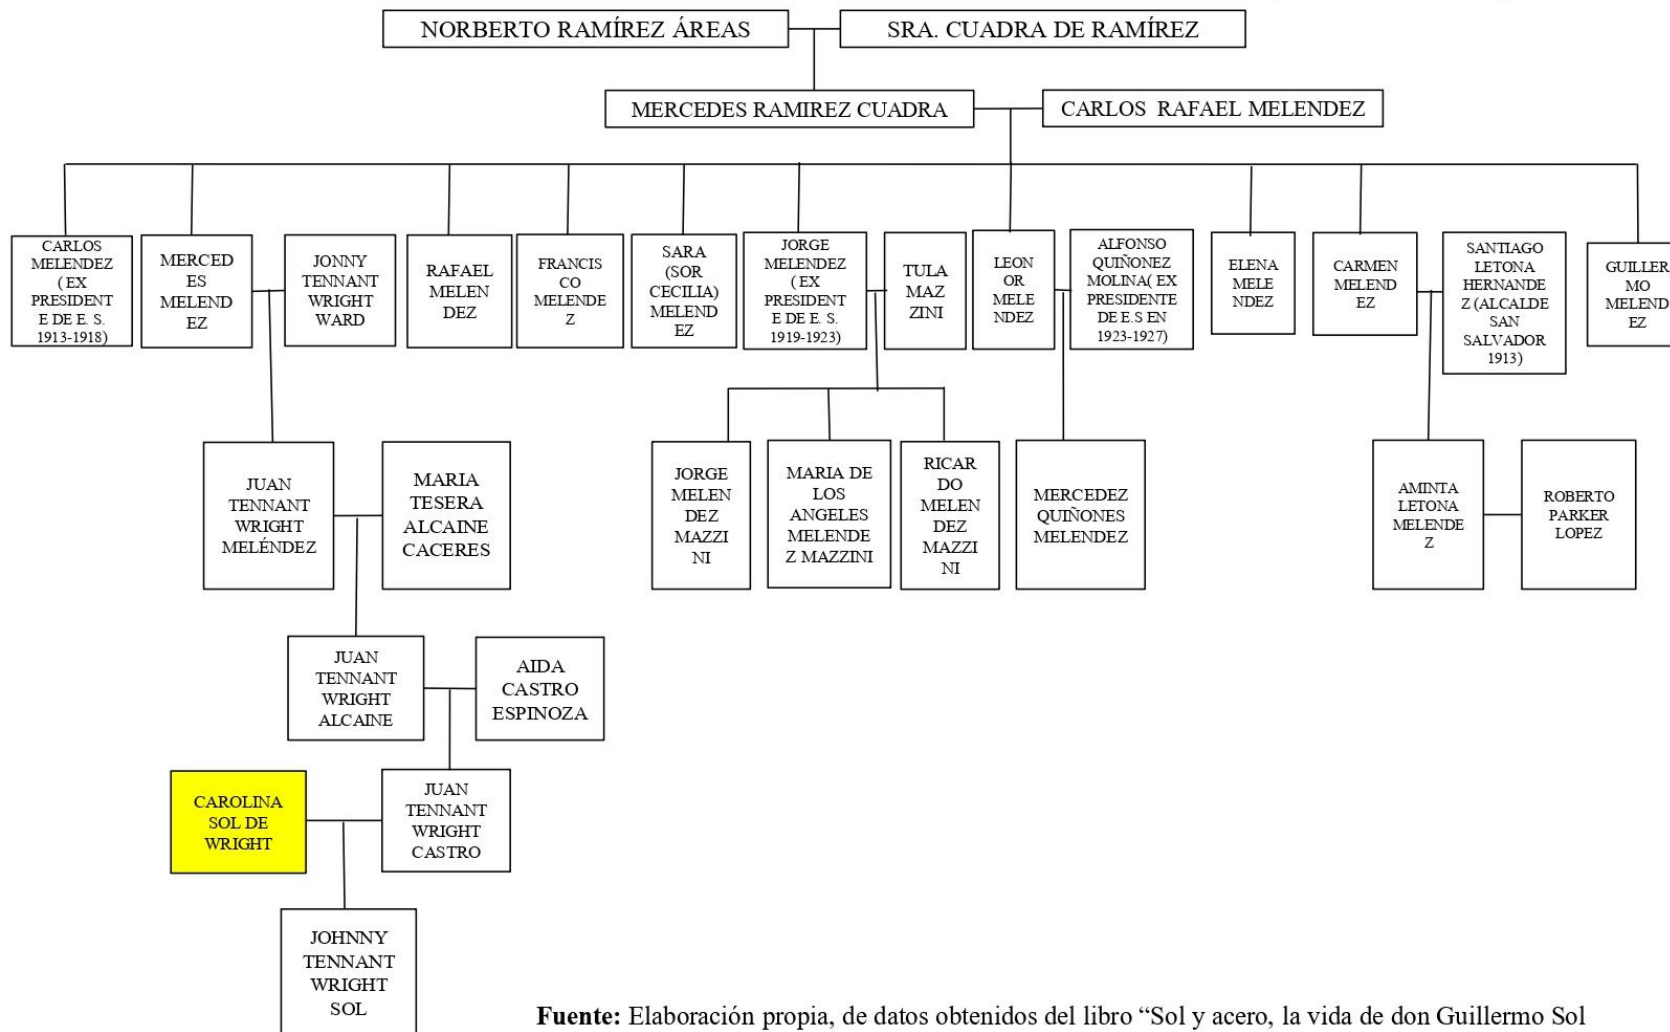 NORBERTO RAMÍREZ ÁREAS
SRA. CUADRA DE RAMÍREZ
MERCEDES RAMIREZ CUADRA
CARLOS RAFAEL MELENDEZ
CARLOS
MELENDEZ
( EX
PRESIDENT
E DE E. S.
1913-1918)
MERCED
ES
MELEND
EZ
JONNY
TENNANT
WRIGHT
WARD
RAFAEL
MELEN
DEZ
FRANCIS
CO
MELENDE
Z
SARA
(SOR
CECILIA)
MELEND
EZ
JORGE
MELENDEZ
( EX
PRESIDENT
E DE E. S.
1919-1923)
TULA
MAZ
ZINI
LEON
OR
MELE
NDEZ
ALFONSO
QUIÑONEZ
MOLINA( EX
PRESIDENTE
DE E.S EN
1923-1927)
ELENA
MELE
NDEZ
CARMEN
MELEND
EZ
SANTIAGO
LETONA
HERNANDE
Z (ALCALDE
SAN
SALVADOR
1913)
GUILLER
MO
MELEND
EZ
JUAN
TENNANT
WRIGHT
MELÉNDEZ
MARIA
TESERA
ALCAINE
CACERES
JORGE
MELEN
DEZ
MAZZI
NI
MARIA DE
LOS
ANGELES
MELENDE
Z MAZZINI
RICAR
DO
MELEN
DEZ
MAZZI
NI
MERCEDEZ
QUIÑONES
MELENDEZ
AMINTA
LETONA
MELENDE
Z
ROBERTO
PARKER
LOPEZ
JUAN
TENNANT
WRIGHT
ALCAINE
AIDA
CASTRO
ESPINOZA
CAROLINA
SOL DE
WRIGHT
JUAN
TENNANT
WRIGHT
CASTRO
JOHNNY
TENNANT
WRIGHT
SOL
Fuente: Elaboración propia, de datos obtenidos del libro “Sol y acero, la vida de don Guillermo Sol